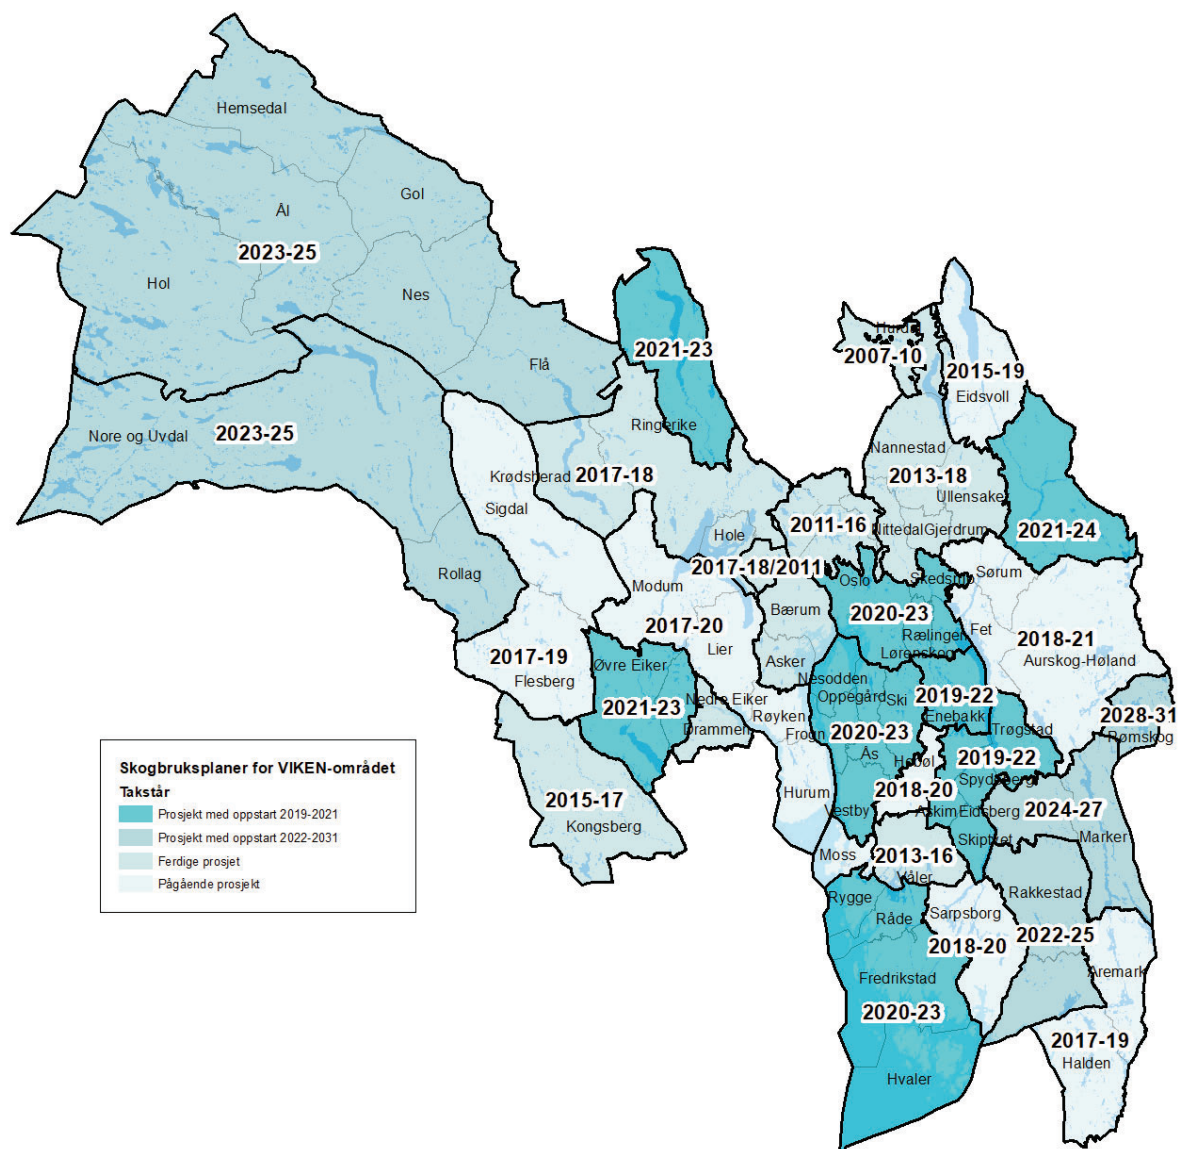 Hemsedal
Gol
Ål
2023-25
Hol
Nes
Flå
2021-23
Hurdal
2007-10
2015-19
Eidsvoll
Nore og Uvdal
2023-25
Ringerike
Krødsherad
2017-18
Sigdal
Nannestad
2013-18
Ullensaker
2011-16
Nittedal
Gjerdrum
2021-24
Hole
2017-18/2011
Oslo
Skedsmo
Sørum
Rollag
Modum
Bærum
2020-23
Rælingen
Fet
2018-21
2017-20
Lier
Lørenskog
Aurskog-Høland
2017-19
Flesberg
Øvre Eiker
Asker
Nesodden
Oppegård
Ski
2019-22
Enebakk
2021-23
Nedre Eiker
Drammen
Røyken
Frogn
2020-23
Ås
Trøgstad
2028-31
Rømskog
Hobøl
2019-22
Spydeberg
Hurum
2018-20
2015-17
Kongsberg
Vestby
Askim
Eidsberg
2024-27
Skiptvet
Marker
Moss
2013-16
Våler
Rygge
Råde
Sarpsborg
Rakkestad
2018-20
2022-25
Aremark
Fredrikstad
2020-23
2017-19
Halden
Hvaler
Skogbruksplaner for VIKEN-området
Takstår
Prosjekt med oppstart 2019-2021
Prosjekt med oppstart 2022-2031
Ferdige prosjet
Pågående prosjekt